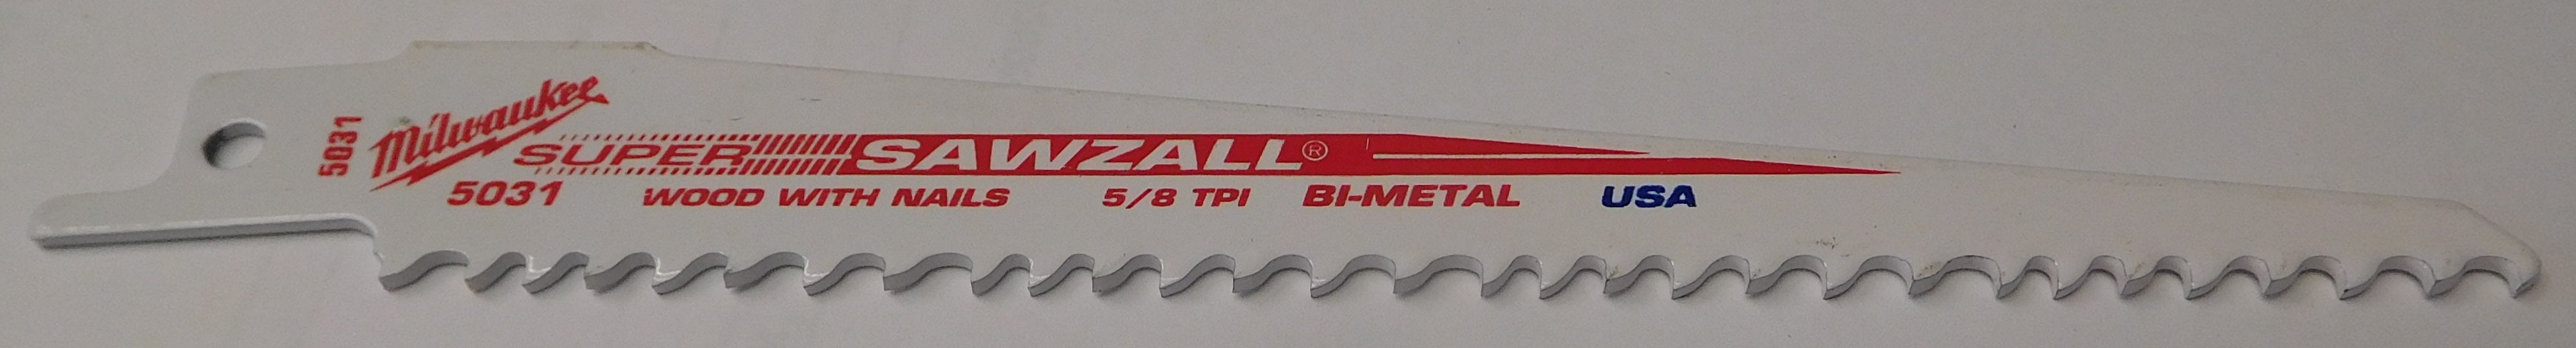 5031
Milwaukee
SUPER SAWZALL®
5031 WOOD WITH NAILS 5/8 TPI BI-METAL USA